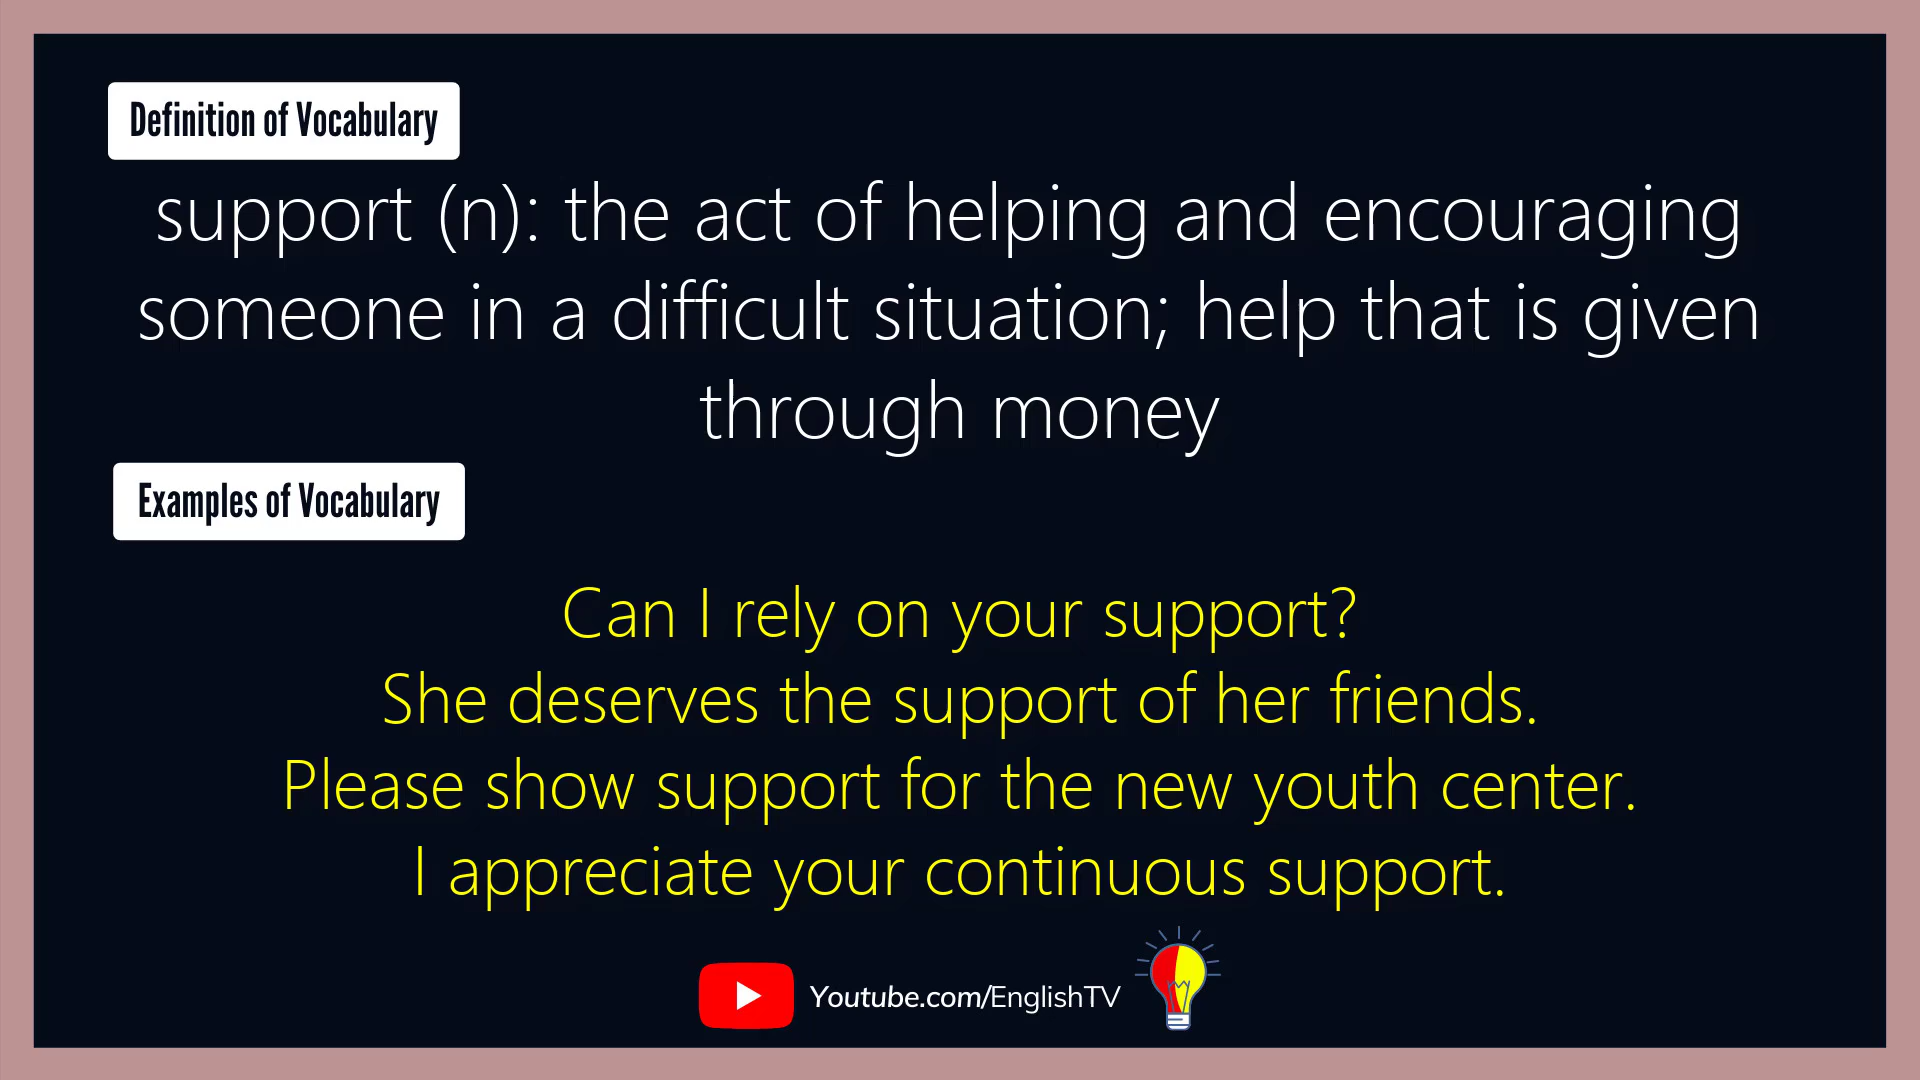 Definition of Vocabulary
support (n): the act of helping and encouraging
someone in a difficult situation; help that is given
through money
Examples of Vocabulary
Can I rely on your support?
She deserves the support of her friends.
Please show support for the new youth center.
I appreciate your continuous support.
Youtube.com/EnglishTV